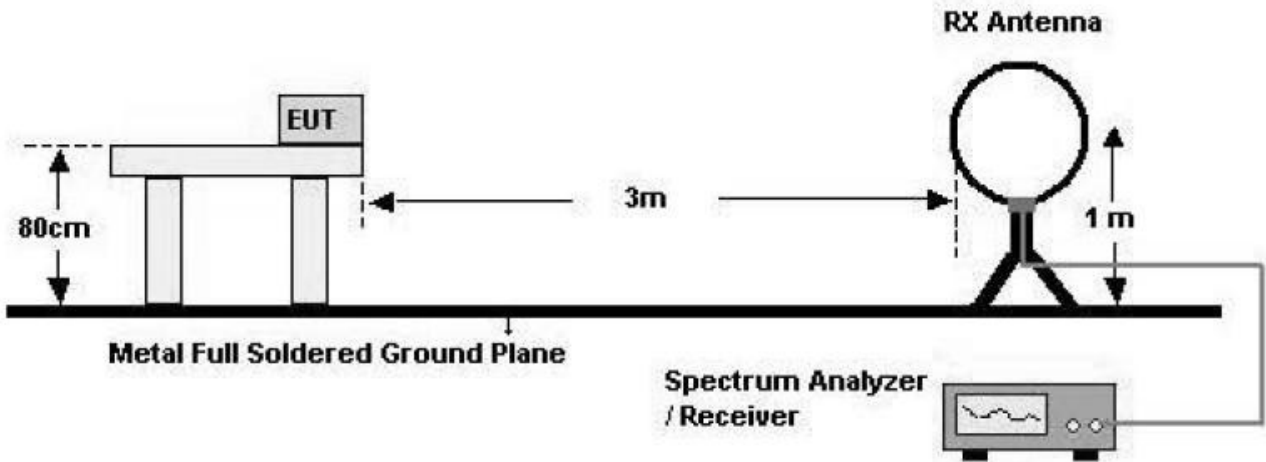 RX Antenna
EUT
80cm
3m
1 m
Metal Full Soldered Ground Plane
Spectrum Analyzer
/ Receiver